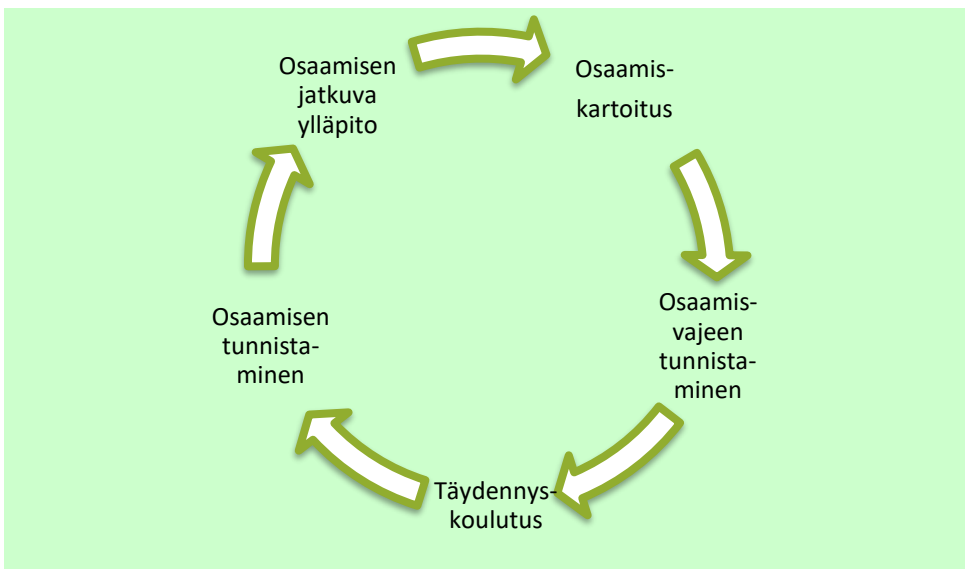 Osaamisen
jatkuva
ylläpito
Osaamis-
kartoitus
Osaamis-
vajeen
tunnista-
minen
Täydennys-
koulutus
Osaamisen
tunnista-
minen